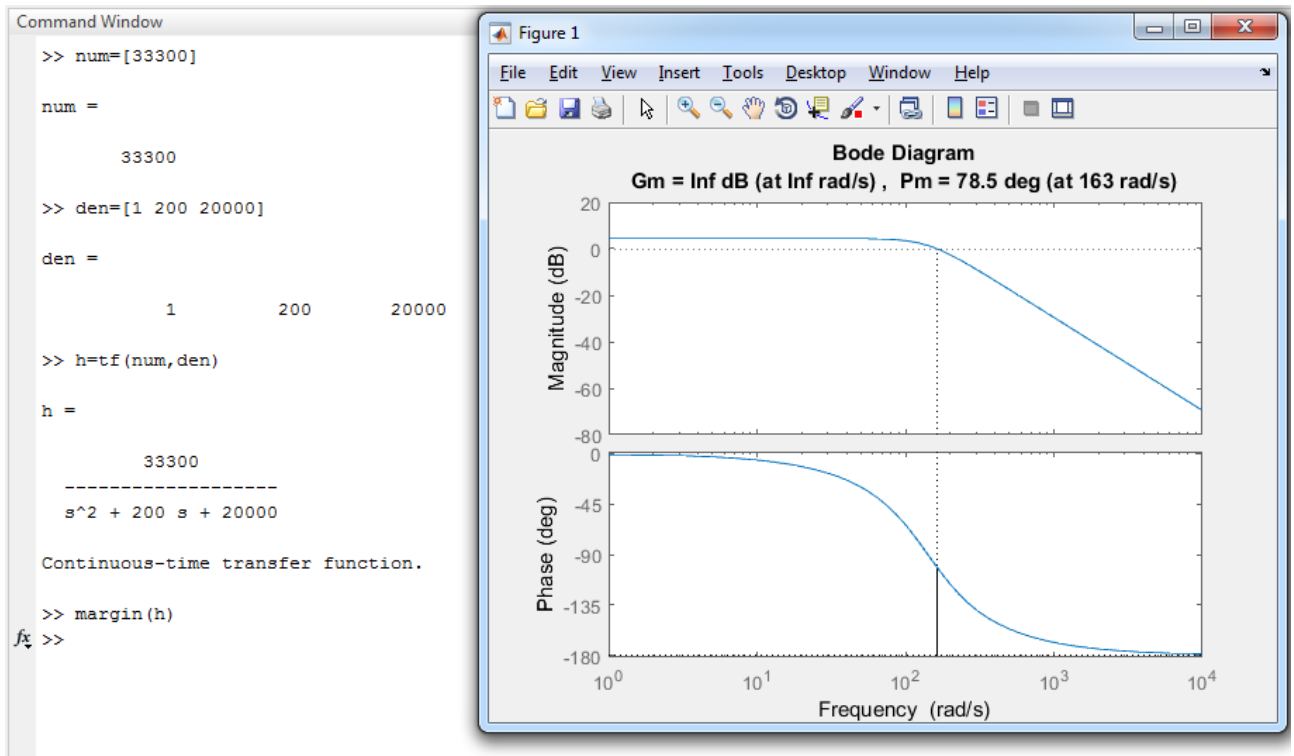 Command Window
>> num=[33300]
num =
33300
>> den=[1 200 20000]
den =
1 200 20000
>> h=tf(num,den)
h =
33300
-------------------
s^2 + 200 s + 20000
Continuous-time transfer function.
>> margin(h)
fx >>
Figure 1
File Edit View Insert Tools Desktop Window Help
Bode Diagram
Gm = Inf dB (at Inf rad/s) , Pm = 78.5 deg (at 163 rad/s)
Magnitude (dB)
20
0
-20
-40
-60
-80
Phase (deg)
0
-45
-90
-135
-180
10^0 10^1 10^2 10^3 10^4
Frequency (rad/s)